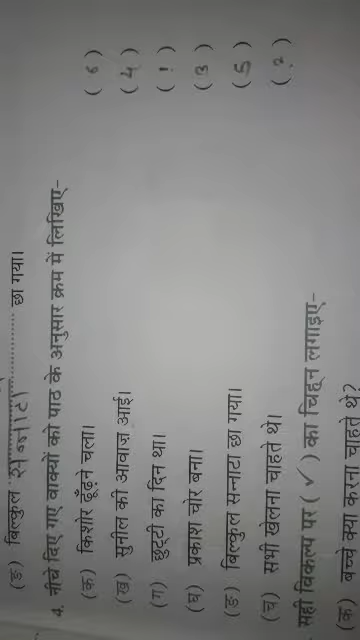 (ङ) बिल्कुल सन्नाटा छा गया।
4. नीचे दिए गए वाक्यों को पाठ के अनुसार क्रम में लिखिए-
(क) किशोर ढूँढ़ने चला। ( 6 )
(ख) सुनील की आवाज़ आई। ( 4 )
(ग) छुट्टी का दिन था। ( 1 )
(घ) प्रकाश चोर बना। ( 3 )
(ङ) बिल्कुल सन्नाटा छा गया। ( 5 )
(च) सभी खेलना चाहते थे। ( 2 )
सही विकल्प पर ( ✓ ) का चिह्न लगाइए-
(क) बच्चे क्या करना चाहते थे?